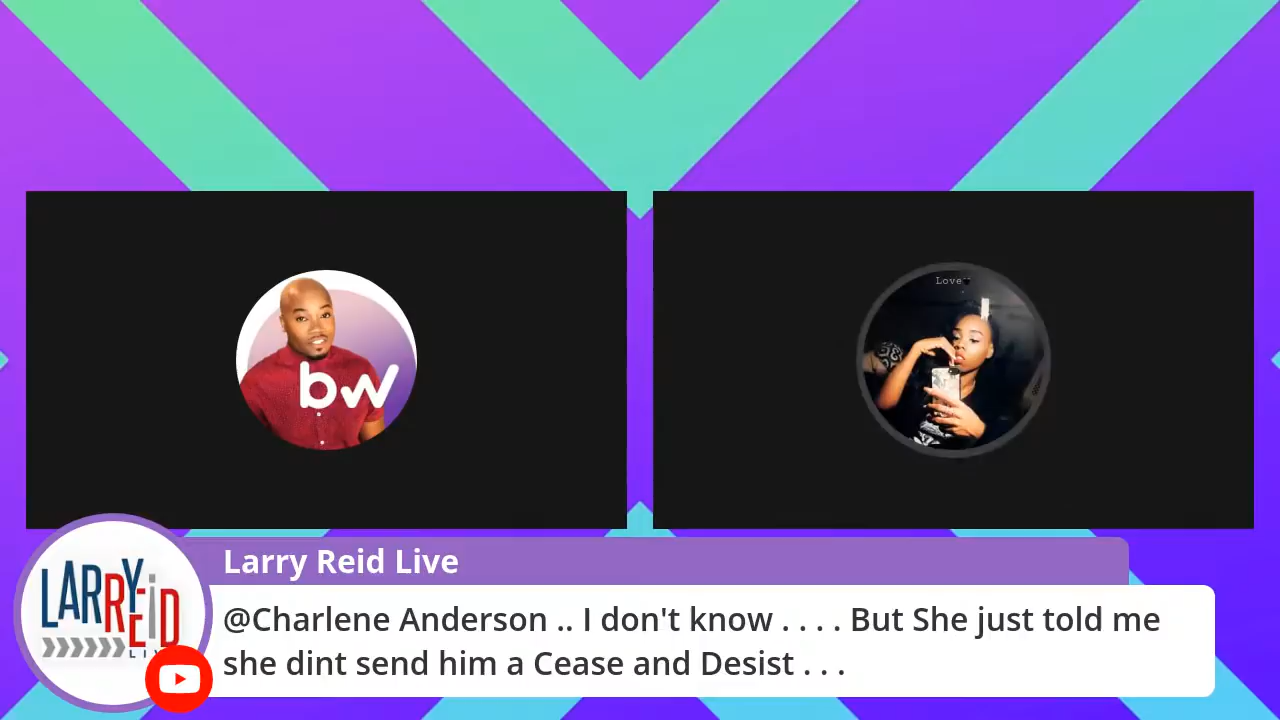 Love
bw
Larry Reid Live
LARRY REID
LIV
@Charlene Anderson .. I don't know . . . . But She just told me
she dint send him a Cease and Desist . . .